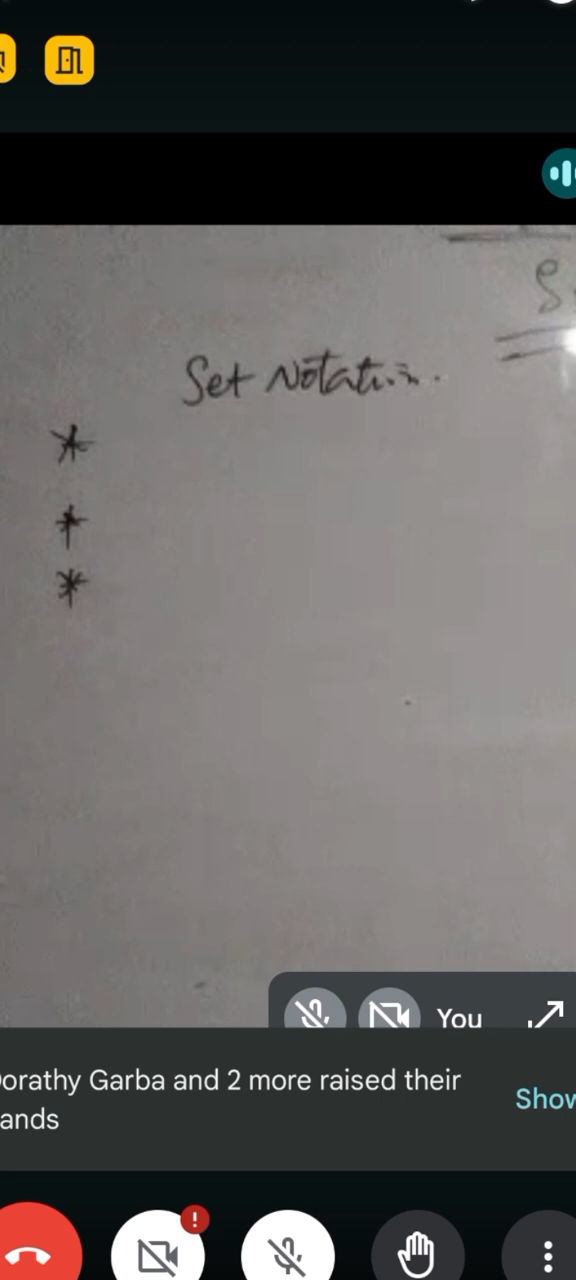 S
Set Notation.
*
*
*
You
orathy Garba and 2 more raised their
Show
ands